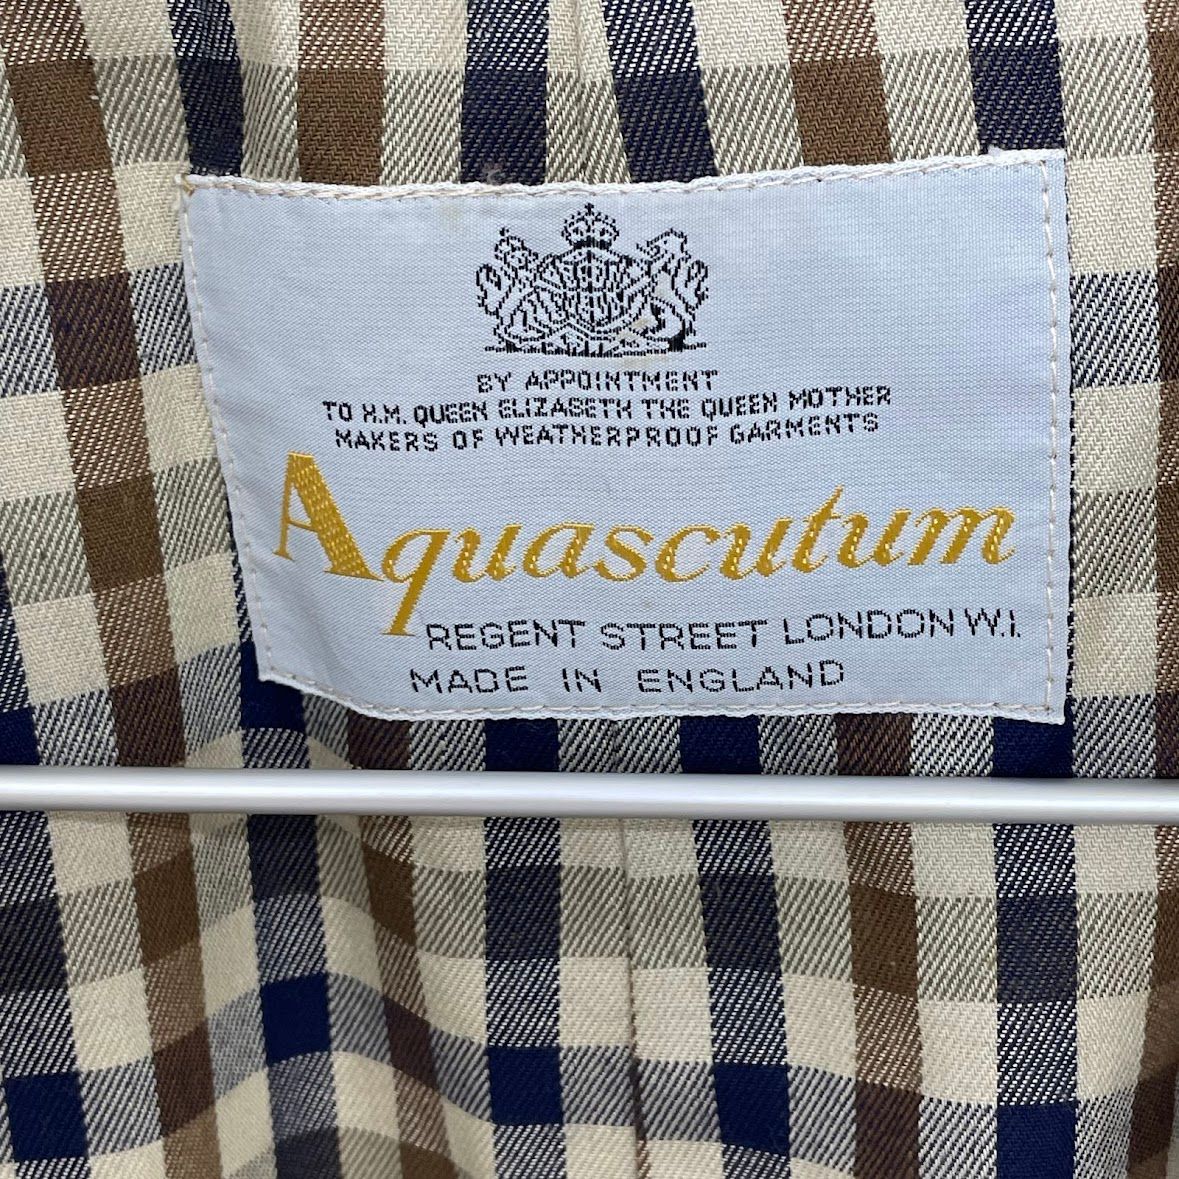 BY APPOINTMENT
TO H.M. QUEEN ELIZABETH THE QUEEN MOTHER
MAKERS OF WEATHERPROOF GARMENTS
Aquascutum
REGENT STREET LONDON W.I.
MADE IN ENGLAND